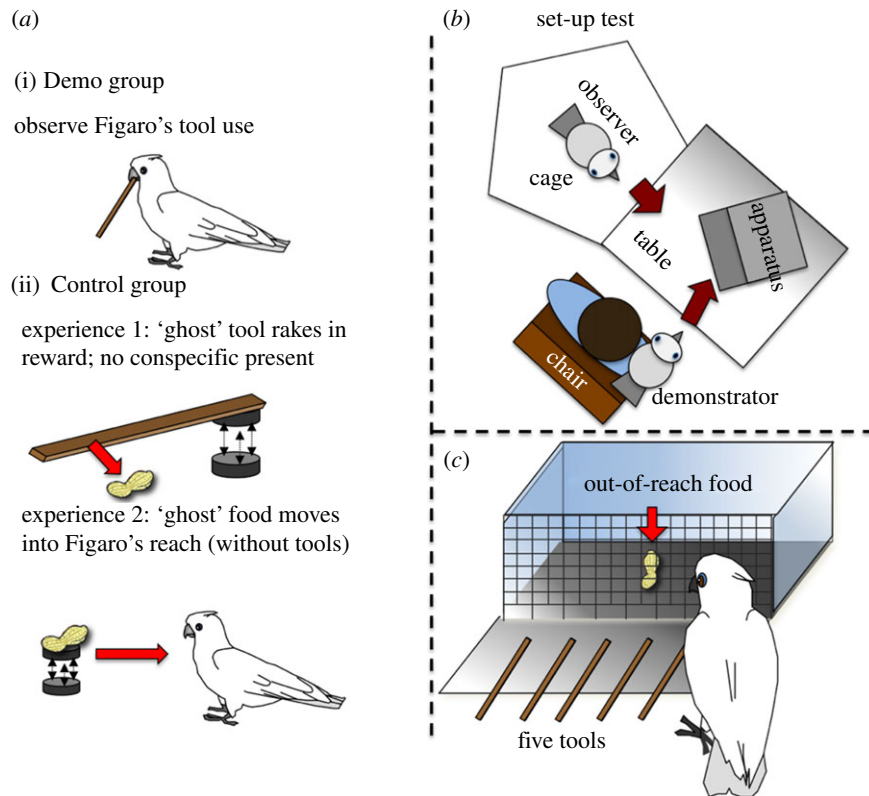 (a)
(i) Demo group
observe Figaro's tool use
(ii) Control group
experience 1: 'ghost' tool rakes in
reward; no conspecific present
experience 2: 'ghost' food moves
into Figaro's reach (without tools)
(b)
set-up test
observer
cage
table
apparatus
chair
demonstrator
(c)
out-of-reach food
five tools